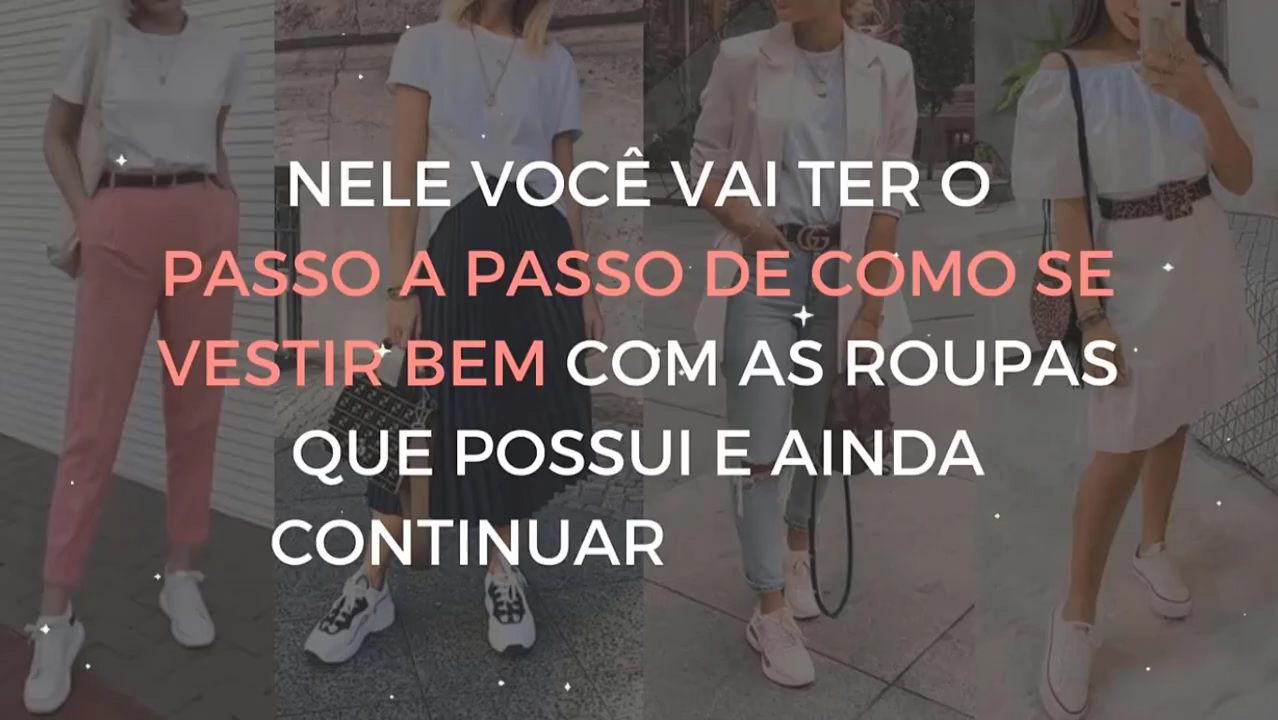 NELE VOCÊ VAI TER O
PASSO A PASSO DE COMO SE
VESTIR BEM COM AS ROUPAS
QUE POSSUI E AINDA
CONTINUAR